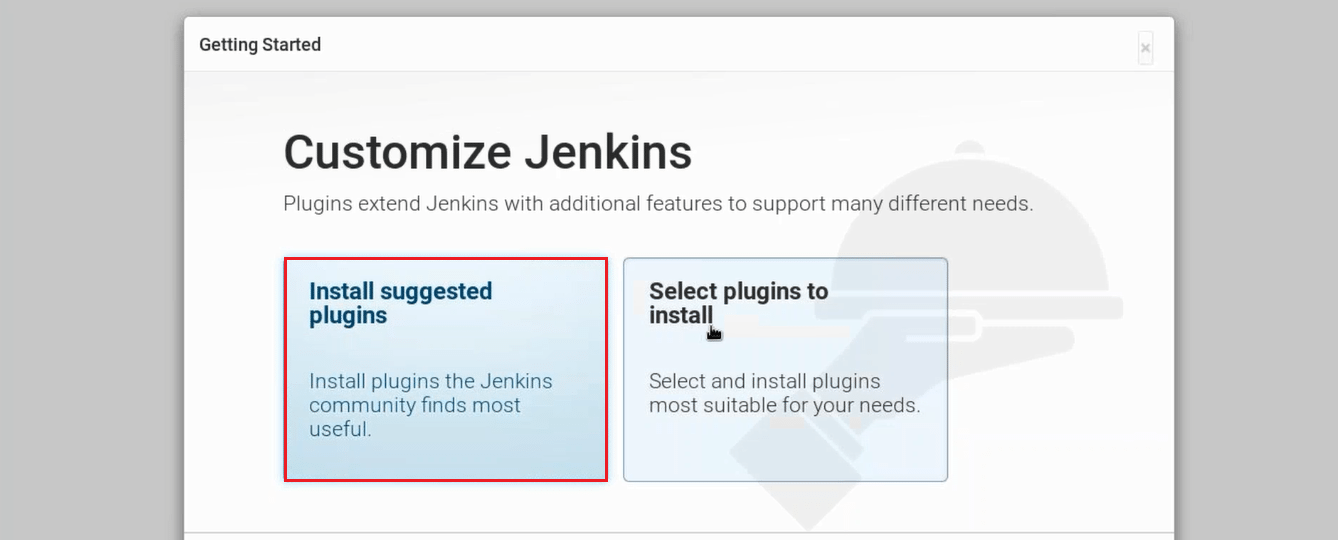 Getting Started
×
Customize Jenkins
Plugins extend Jenkins with additional features to support many different needs.
Install suggested
plugins
Install plugins the Jenkins
community finds most
useful.
Select plugins to
install
Select and install plugins
most suitable for your needs.